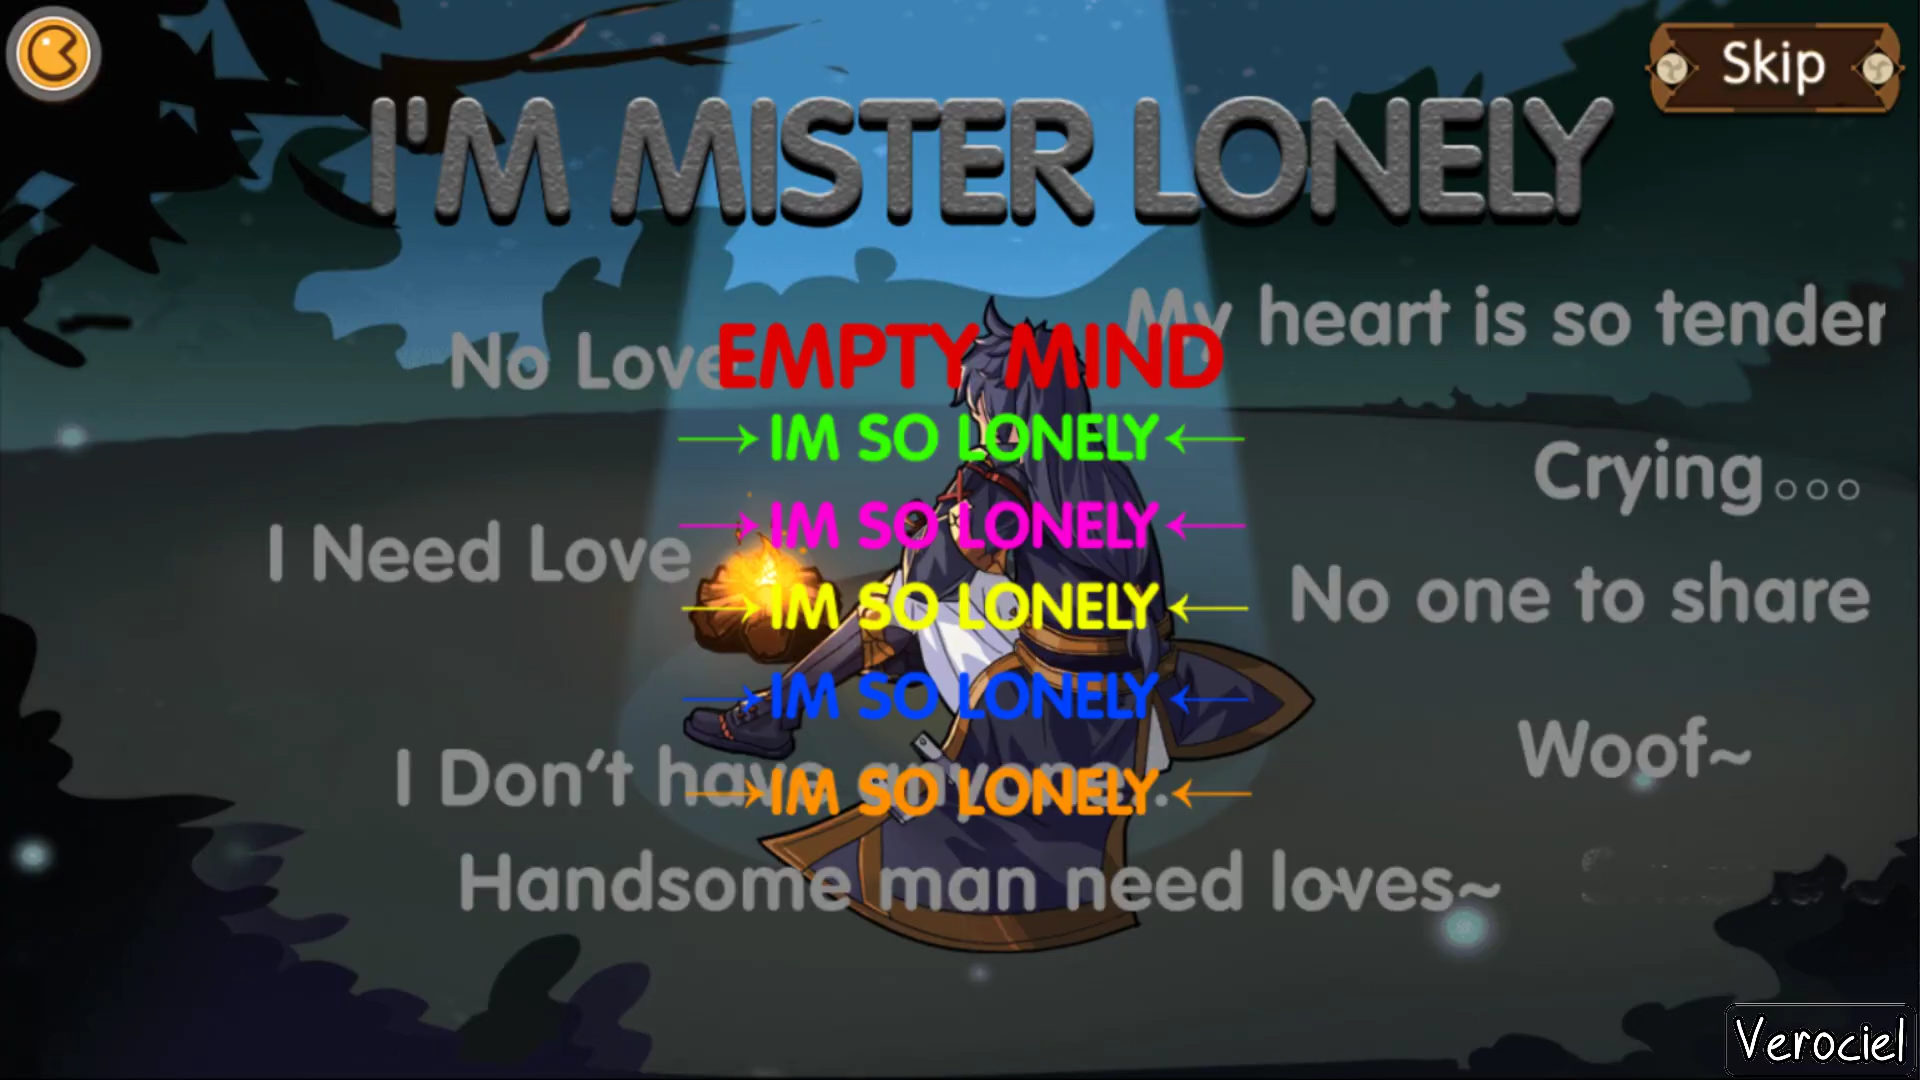 Skip
I'M MISTER LONELY
My heart is so tender
No Love
EMPTY MIND
→IM SO LONELY←
Crying...
→IM SO LONELY←
I Need Love
No one to share
→IM SO LONELY←
→IM SO LONELY←
Woof~
I Don't have anyone..
→IM SO LONELY←
Handsome man need loves~
Verociel